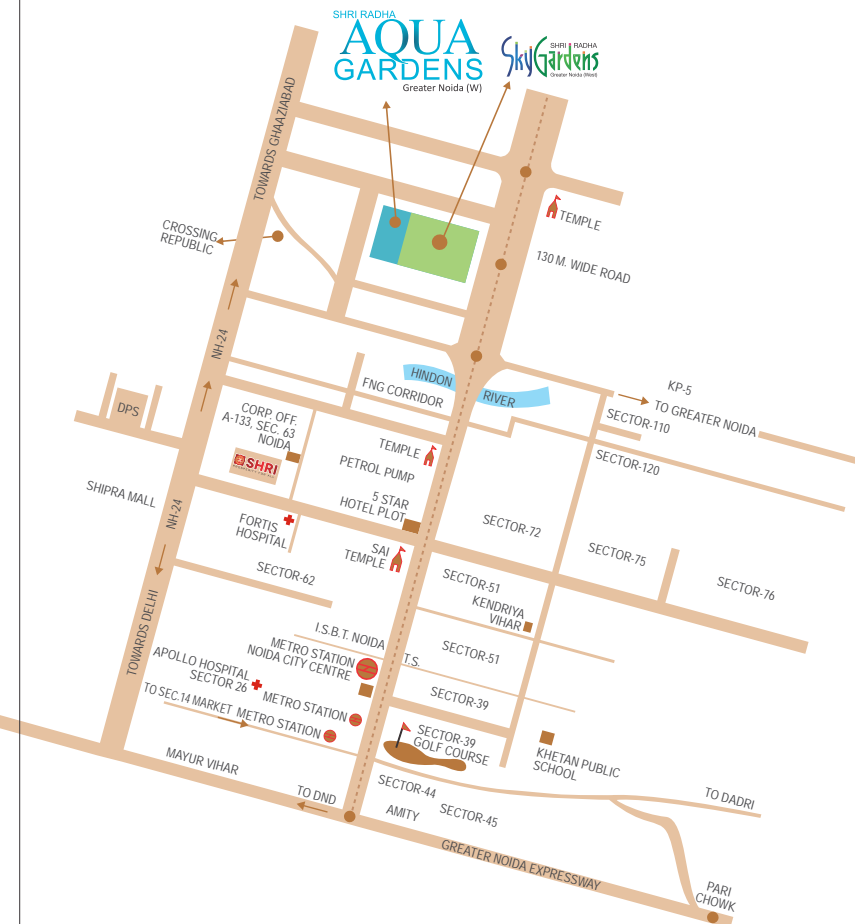 SHRI RADHA
AQUA
GARDENS
Greater Noida (W)
SHRI RADHA
SkyGardens
Greater Noida (West)
TOWARDS GHAAZIABAD
TEMPLE
CROSSING
REPUBLIC
130 M. WIDE ROAD
NH-24
HINDON
RIVER
FNG CORRIDOR
KP-5
TO GREATER NOIDA
DPS
CORP. OFF.
A-133, SEC. 63
NOIDA
SHRI
SECTOR-110
TEMPLE
PETROL PUMP
SECTOR-120
SHIPRA MALL
NH-24
5 STAR
HOTEL PLOT
FORTIS
HOSPITAL
SECTOR-72
SAI
TEMPLE
SECTOR-75
SECTOR-62
SECTOR-51
SECTOR-76
KENDRIYA
VIHAR
TOWARDS DELHI
I.S.B.T. NOIDA
T.S.
SECTOR-51
METRO STATION
NOIDA CITY CENTRE
APOLLO HOSPITAL
SECTOR 26
METRO STATION
SECTOR-39
TO SEC.14 MARKET
METRO STATION
SECTOR-39
GOLF COURSE
KHETAN PUBLIC
SCHOOL
MAYUR VIHAR
SECTOR-44
TO DADRI
TO DND
AMITY
SECTOR-45
GREATER NOIDA EXPRESSWAY
PARI
CHOWK